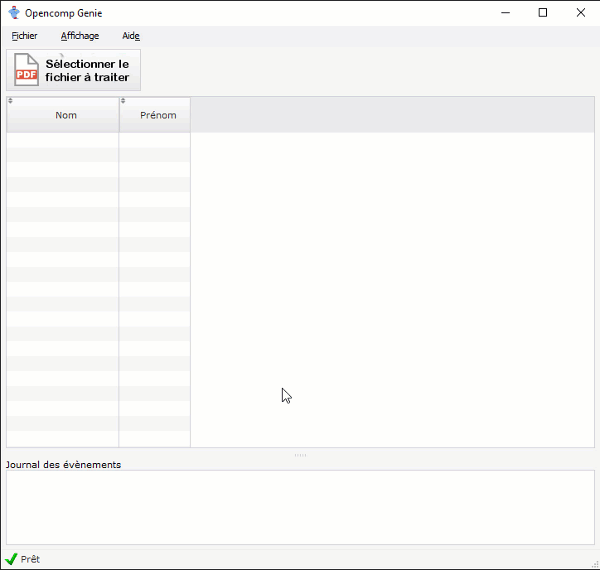 Opencomp Genie
Fichier Affichage Aide
PDF
Sélectionner le
fichier à traiter
Nom Prénom
Journal des évènements
Prêt